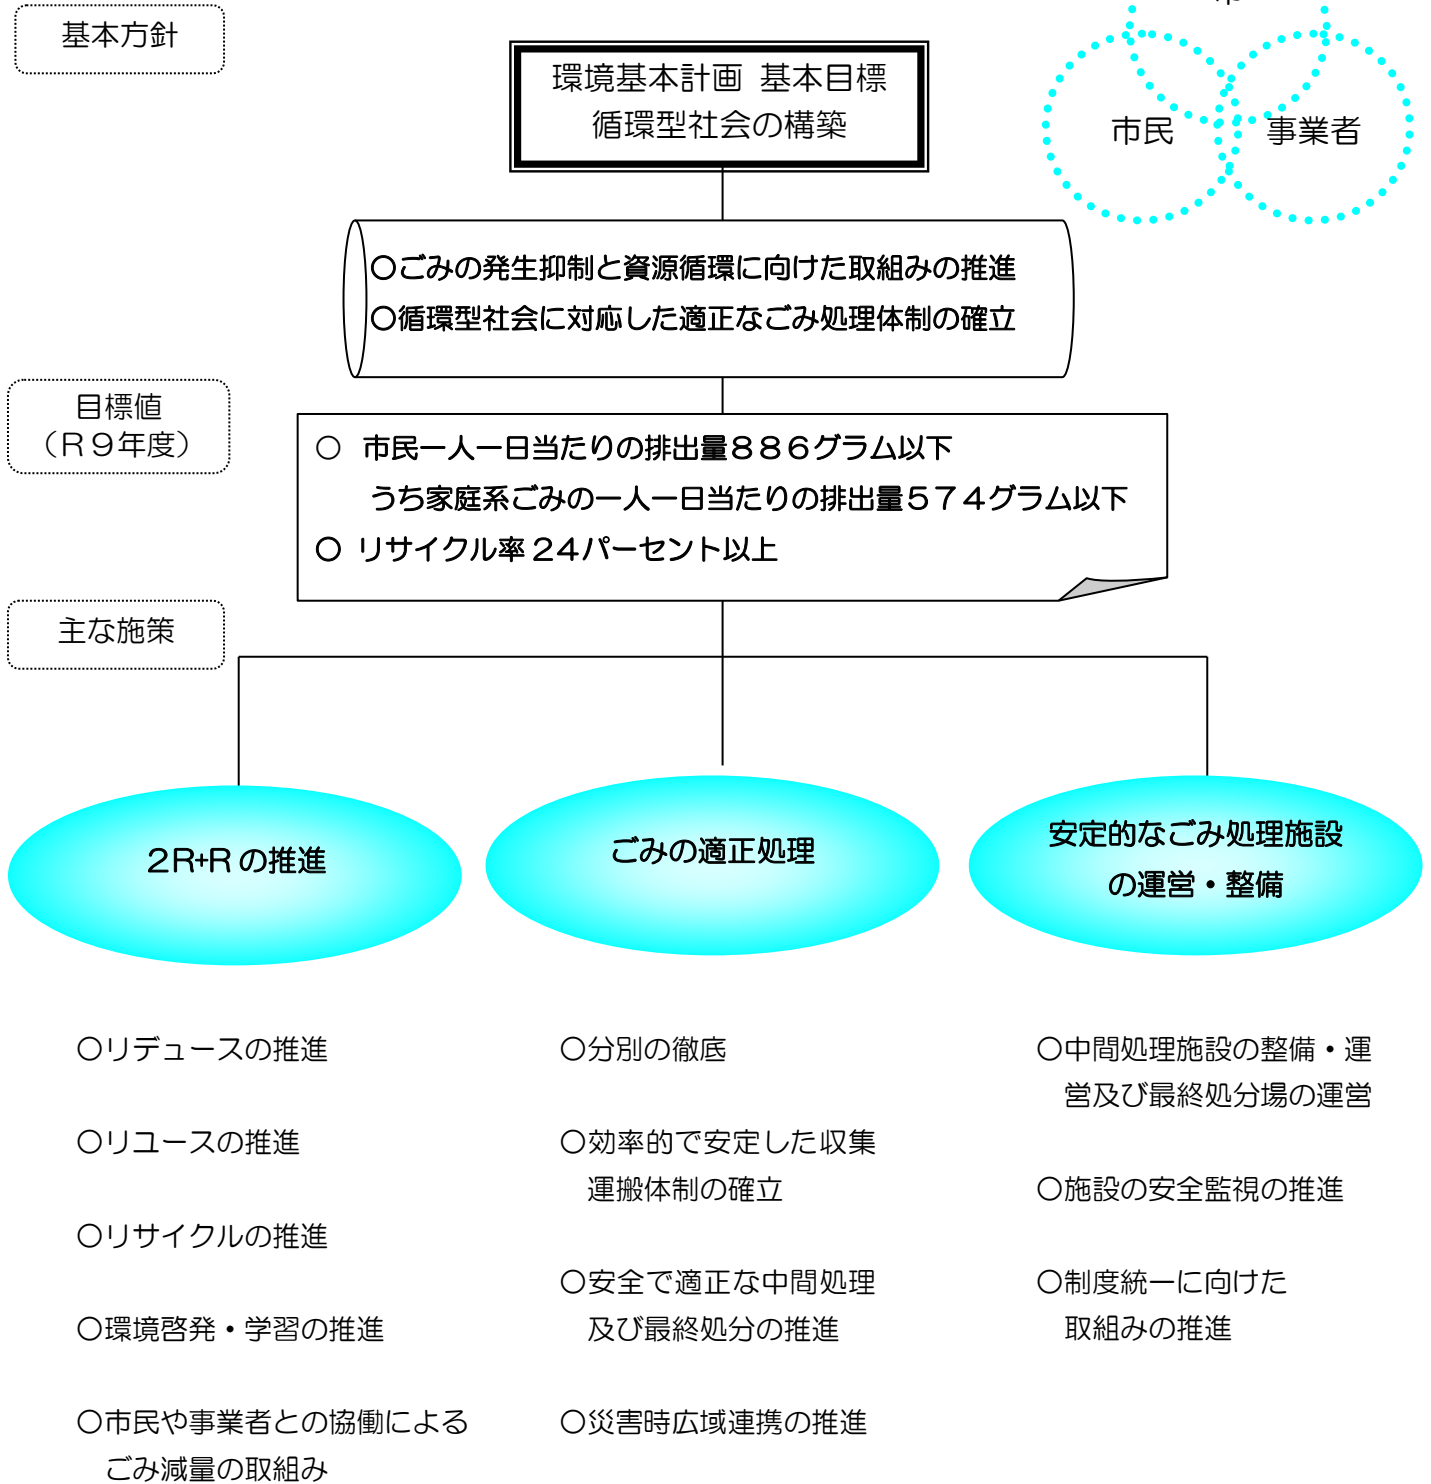 基本方針
環境基本計画 基本目標
循環型社会の構築
市民
事業者
〇ごみの発生抑制と資源循環に向けた取組みの推進
〇循環型社会に対応した適正なごみ処理体制の確立
目標値
（Ｒ９年度）
○ 市民一人一日当たりの排出量８８６グラム以下
うち家庭系ごみの一人一日当たりの排出量５７４グラム以下
〇 リサイクル率 24パーセント以上
主な施策
２R+R の推進
ごみの適正処理
安定的なごみ処理施設
の運営・整備
〇リデュースの推進
〇リユースの推進
〇リサイクルの推進
〇環境啓発・学習の推進
〇市民や事業者との協働による
ごみ減量の取組み
〇分別の徹底
〇効率的で安定した収集
運搬体制の確立
〇安全で適正な中間処理
及び最終処分の推進
〇災害時広域連携の推進
〇中間処理施設の整備・運
営及び最終処分場の運営
〇施設の安全監視の推進
〇制度統一に向けた
取組みの推進